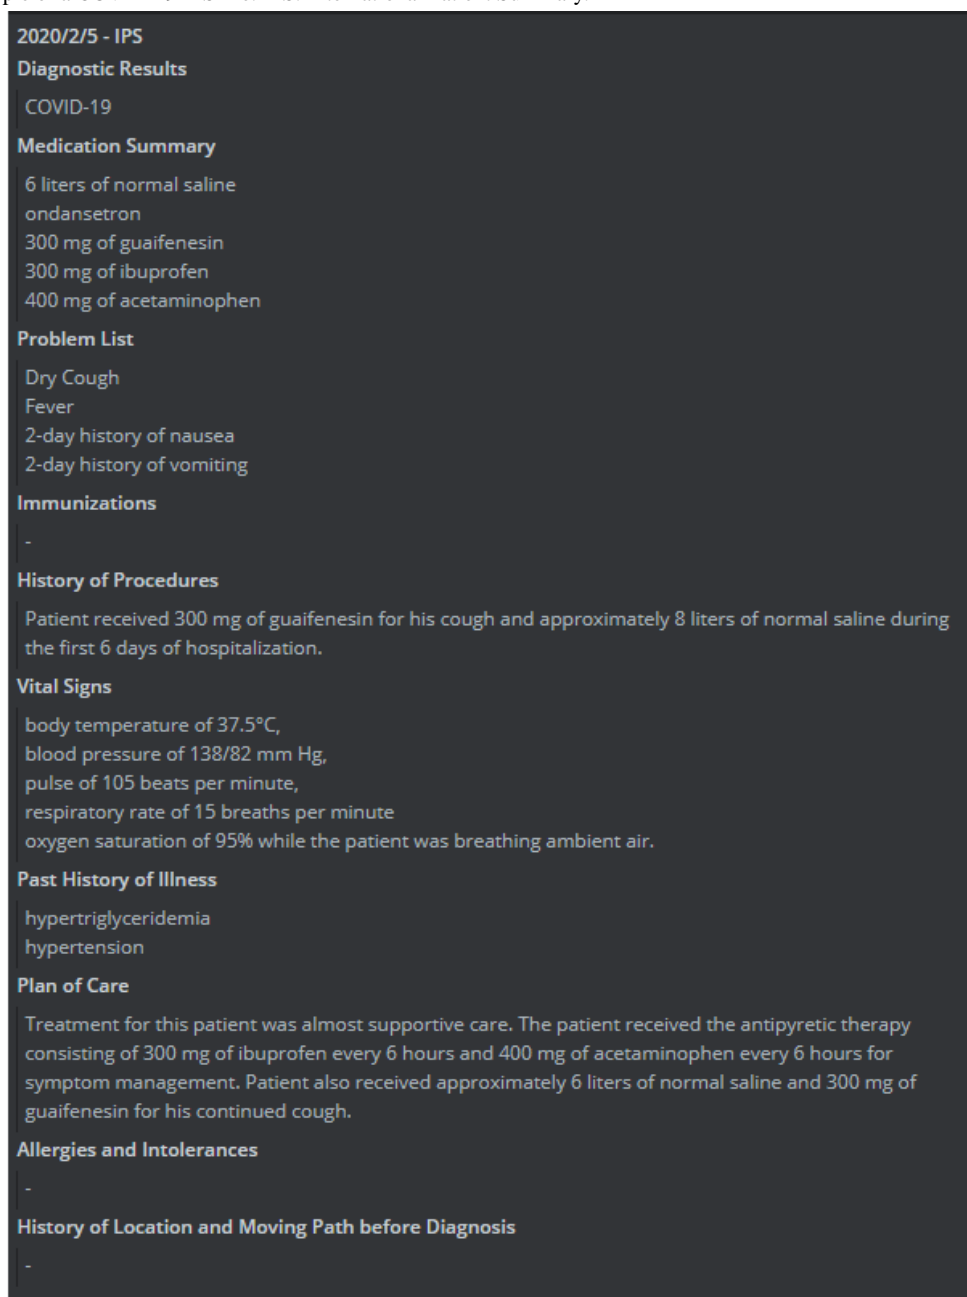 2020/2/5 - IPS
Diagnostic Results
COVID-19
Medication Summary
6 liters of normal saline
ondansetron
300 mg of guaifenesin
300 mg of ibuprofen
400 mg of acetaminophen
Problem List
Dry Cough
Fever
2-day history of nausea
2-day history of vomiting
Immunizations
-
History of Procedures
Patient received 300 mg of guaifenesin for his cough and approximately 8 liters of normal saline during
the first 6 days of hospitalization.
Vital Signs
body temperature of 37.5°C,
blood pressure of 138/82 mm Hg,
pulse of 105 beats per minute,
respiratory rate of 15 breaths per minute
oxygen saturation of 95% while the patient was breathing ambient air.
Past History of Illness
hypertriglyceridemia
hypertension
Plan of Care
Treatment for this patient was almost supportive care. The patient received the antipyretic therapy
consisting of 300 mg of ibuprofen every 6 hours and 400 mg of acetaminophen every 6 hours for
symptom management. Patient also received approximately 6 liters of normal saline and 300 mg of
guaifenesin for his continued cough.
Allergies and Intolerances
-
History of Location and Moving Path before Diagnosis
-